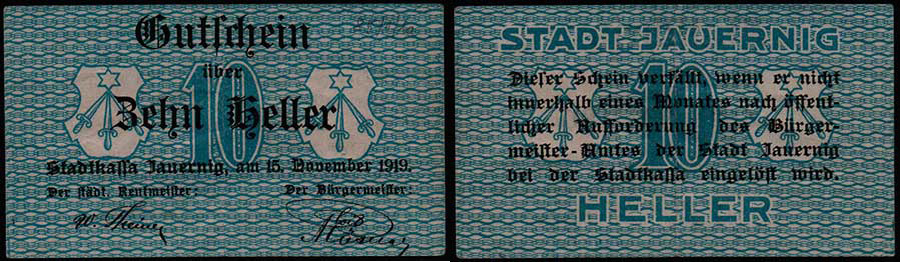 Gutschein
über
10
Zehn Heller
Stadtkassa Jauernig, am 15. November 1919.
Der städt. Rentmeister:
Der Bürgermeister:
STADT JAUERNIG
Dieser Schein verfällt, wenn er nicht
innerhalb eines Monates nach öffent-
licher Aufforderung des Bürger-
meister-Amtes der Stadt Jauernig
bei der Stadtkassa eingelöst wird.
10
HELLER